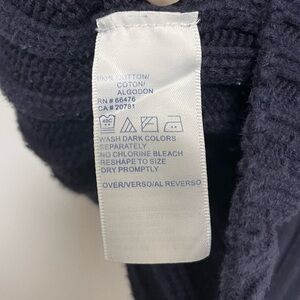 100% COTTON/
COTON/
ALGODON
RN # 66476
CA # 20781
40C
WASH DARK COLORS
SEPARATELY
NO CHLORINE BLEACH
RESHAPE TO SIZE
DRY PROMPTLY
OVER/VERSO/AL REVERSO